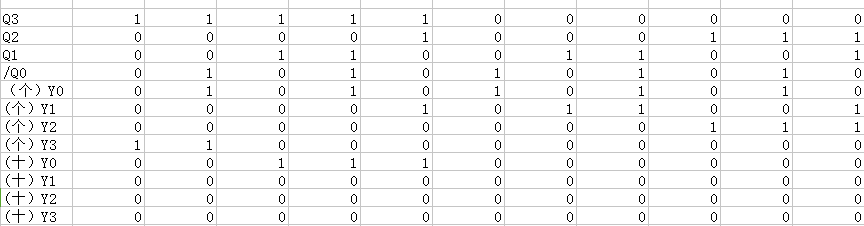 Q3 1 1 1 1 1 0 0 0 0 0 0
Q2 0 0 0 0 1 0 0 0 1 1 1
Q1 0 0 1 1 0 0 1 1 0 0 1
/Q0 0 1 0 1 0 1 0 1 0 1 0
（个）Y0 0 1 0 1 0 1 0 1 0 1 0
(个) Y1 0 0 0 0 1 0 1 1 0 0 1
(个) Y2 0 0 0 0 0 0 0 0 1 1 1
(个) Y3 1 1 0 0 0 0 0 0 0 0 0
(十) Y0 0 0 1 1 1 0 0 0 0 0 0
(十) Y1 0 0 0 0 0 0 0 0 0 0 0
(十) Y2 0 0 0 0 0 0 0 0 0 0 0
(十) Y3 0 0 0 0 0 0 0 0 0 0 0